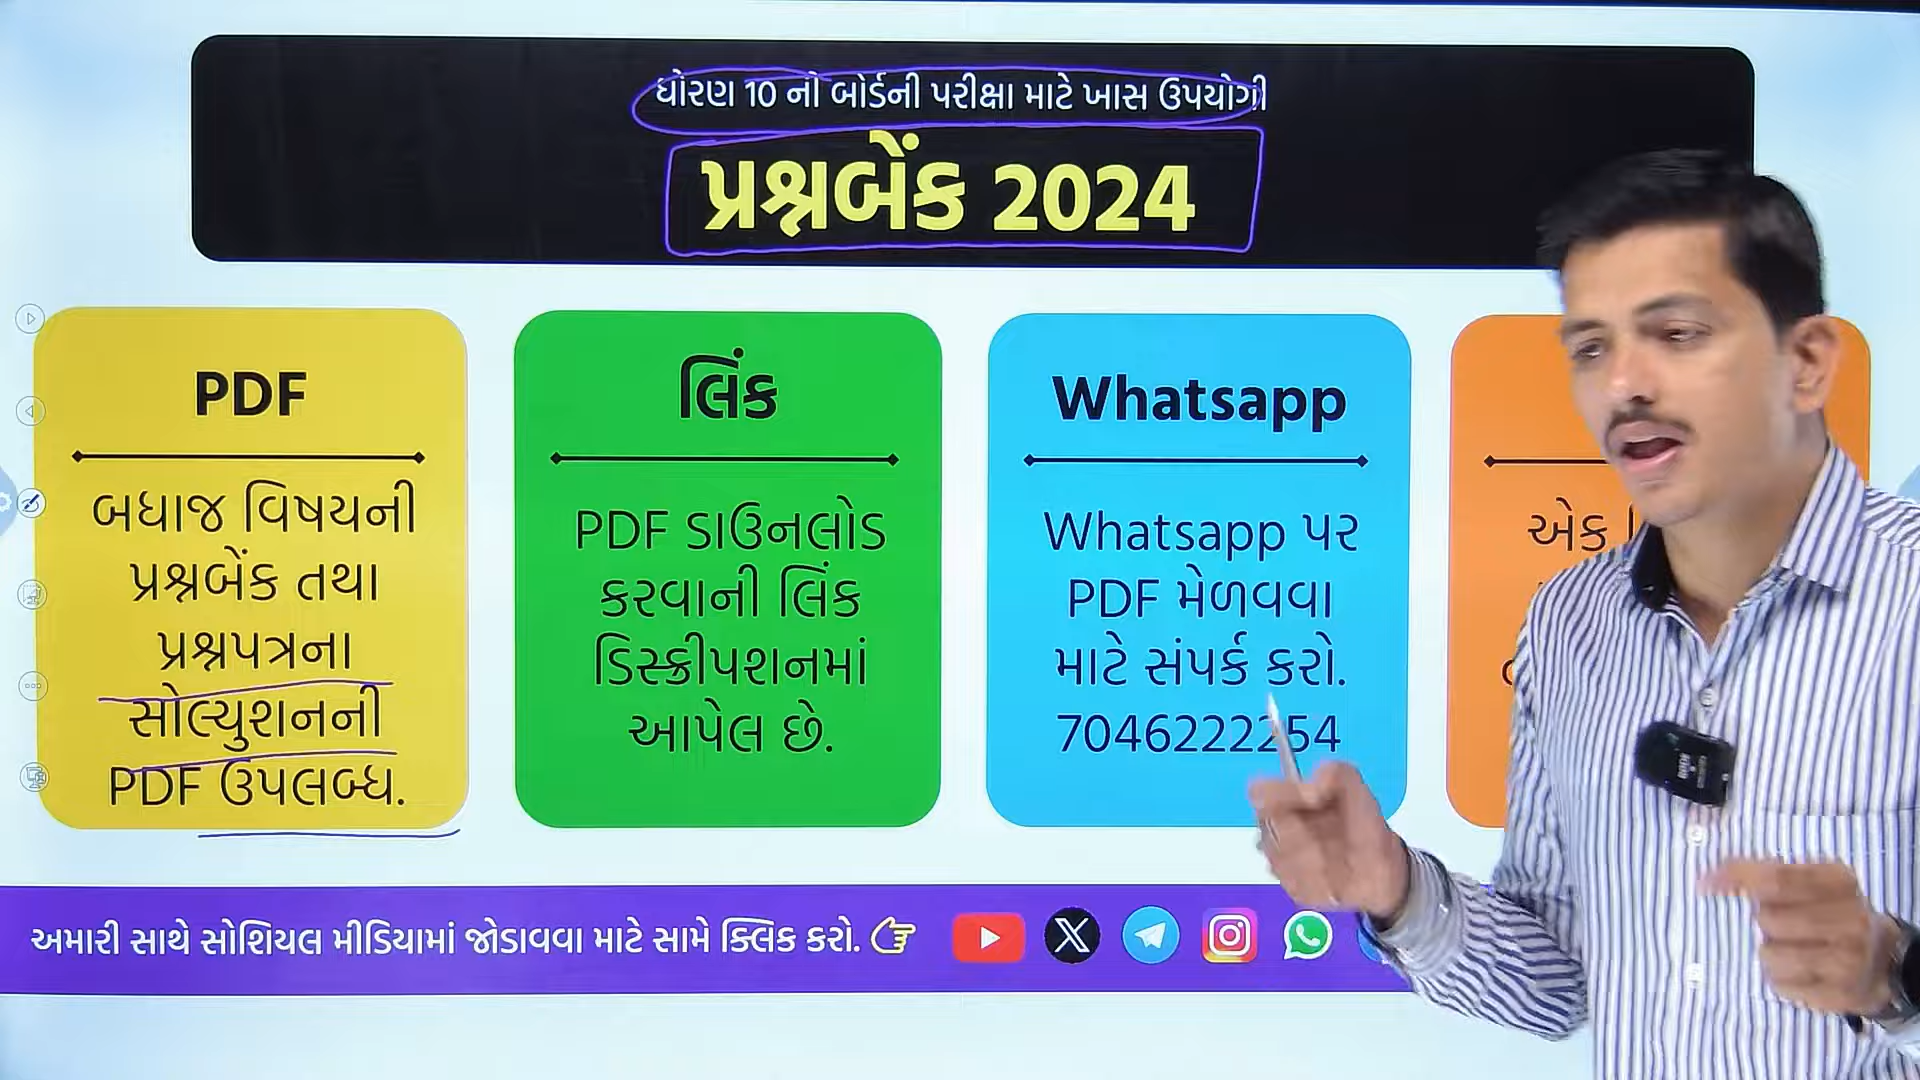 ધોરણ 10 ની બોર્ડની પરીક્ષા માટે ખાસ ઉપયોગી
પ્રશ્નબેંક 2024
PDF
બધાજ વિષયની
પ્રશ્નબેંક તથા
પ્રશ્નપત્રના
સોલ્યુશનની
PDF ઉપલબ્ધ.
લિંક
PDF ડાઉનલોડ
કરવાની લિંક
ડિસ્ક્રીપશનમાં
આપેલ છે.
Whatsapp
Whatsapp પર
PDF મેળવવા
માટે સંપર્ક કરો.
7046222254
એક
અમારી સાથે સોશિયલ મીડિયામાં જોડાવવા માટે સામે ક્લિક કરો.